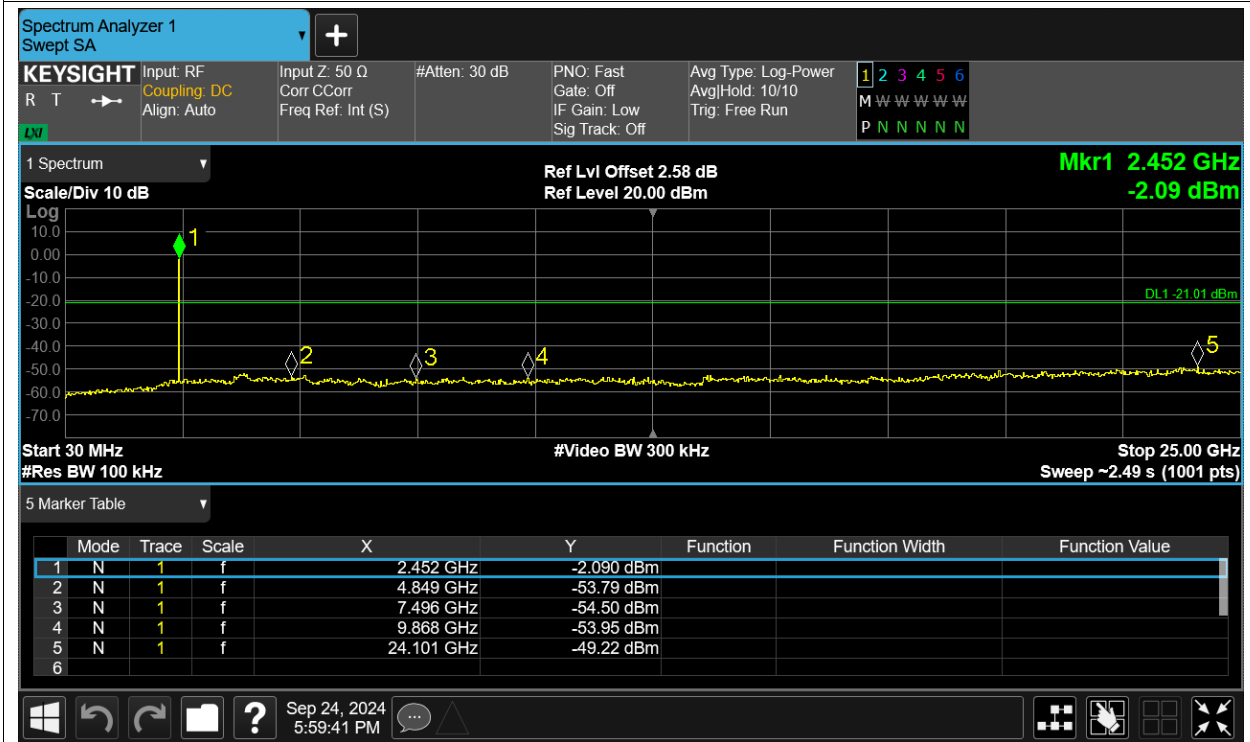 Spectrum Analyzer 1
Swept SA
+
KEYSIGHT
R T
LXI
Input: RF
Coupling: DC
Align: Auto
Input Z: 50 Ω
Corr CCorr
Freq Ref: Int (S)
#Atten: 30 dB
PNO: Fast
Gate: Off
IF Gain: Low
Sig Track: Off
Avg Type: Log-Power
Avg|Hold: 10/10
Trig: Free Run
1 2 3 4 5 6
M W W W W W
P N N N N N
1 Spectrum
Scale/Div 10 dB
Ref Lvl Offset 2.58 dB
Ref Level 20.00 dBm
Mkr1 2.452 GHz
-2.09 dBm
Log
10.0
0.00
-10.0
-20.0
-30.0
-40.0
-50.0
-60.0
-70.0
1
2
3
4
5
DL1 -21.01 dBm
Start 30 MHz
#Res BW 100 kHz
#Video BW 300 kHz
Stop 25.00 GHz
Sweep ~2.49 s (1001 pts)
5 Marker Table
Mode Trace Scale X Y Function Function Width Function Value
1 N 1 f 2.452 GHz -2.090 dBm
2 N 1 f 4.849 GHz -53.79 dBm
3 N 1 f 7.496 GHz -54.50 dBm
4 N 1 f 9.868 GHz -53.95 dBm
5 N 1 f 24.101 GHz -49.22 dBm
6
?
Sep 24, 2024
5:59:41 PM